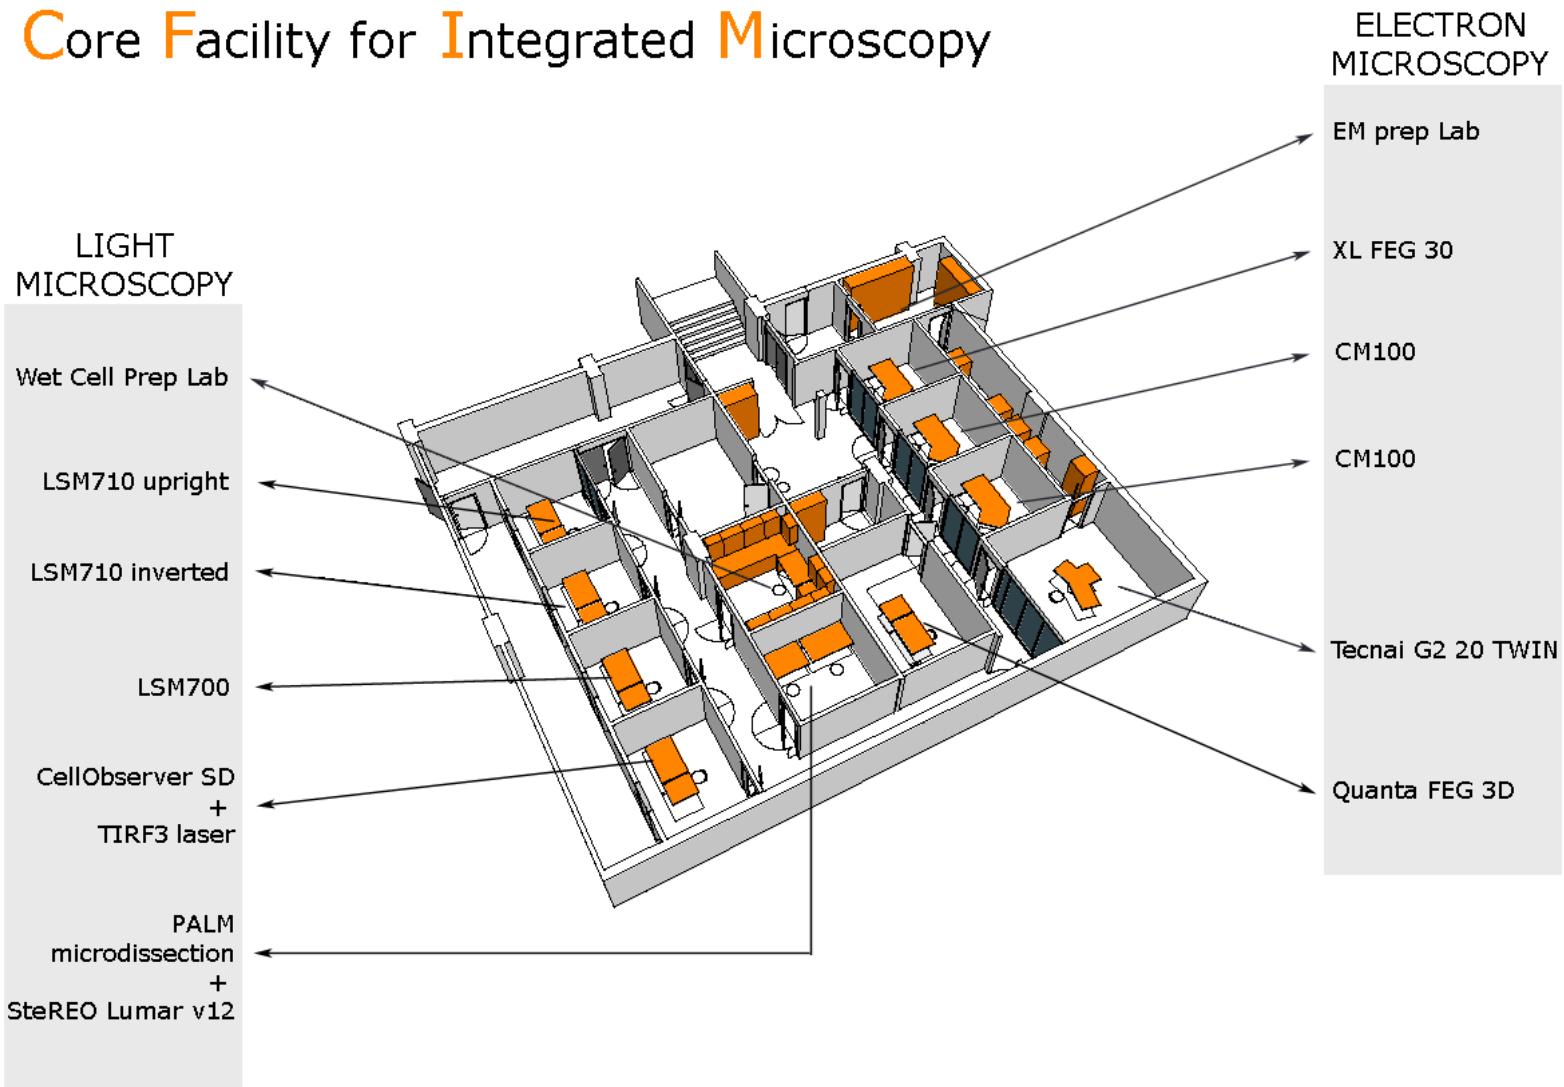 Core Facility for Integrated Microscopy
LIGHT
MICROSCOPY
Wet Cell Prep Lab
LSM710 upright
LSM710 inverted
LSM700
CellObserver SD
+
TIRF3 laser
PALM
microdissection
+
SteREO Lumar v12
ELECTRON
MICROSCOPY
EM prep Lab
XL FEG 30
CM100
CM100
Tecnai G2 20 TWIN
Quanta FEG 3D